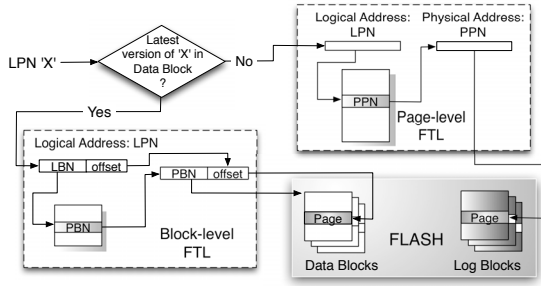 LPN 'X'
Latest
version of 'X' in
Data Block
?
No
Yes
Logical Address:
LPN
Physical Address:
PPN
PPN
Page-level
FTL
Logical Address: LPN
LBN offset
PBN offset
PBN
Block-level
FTL
Page
Data Blocks
FLASH
Page
Log Blocks